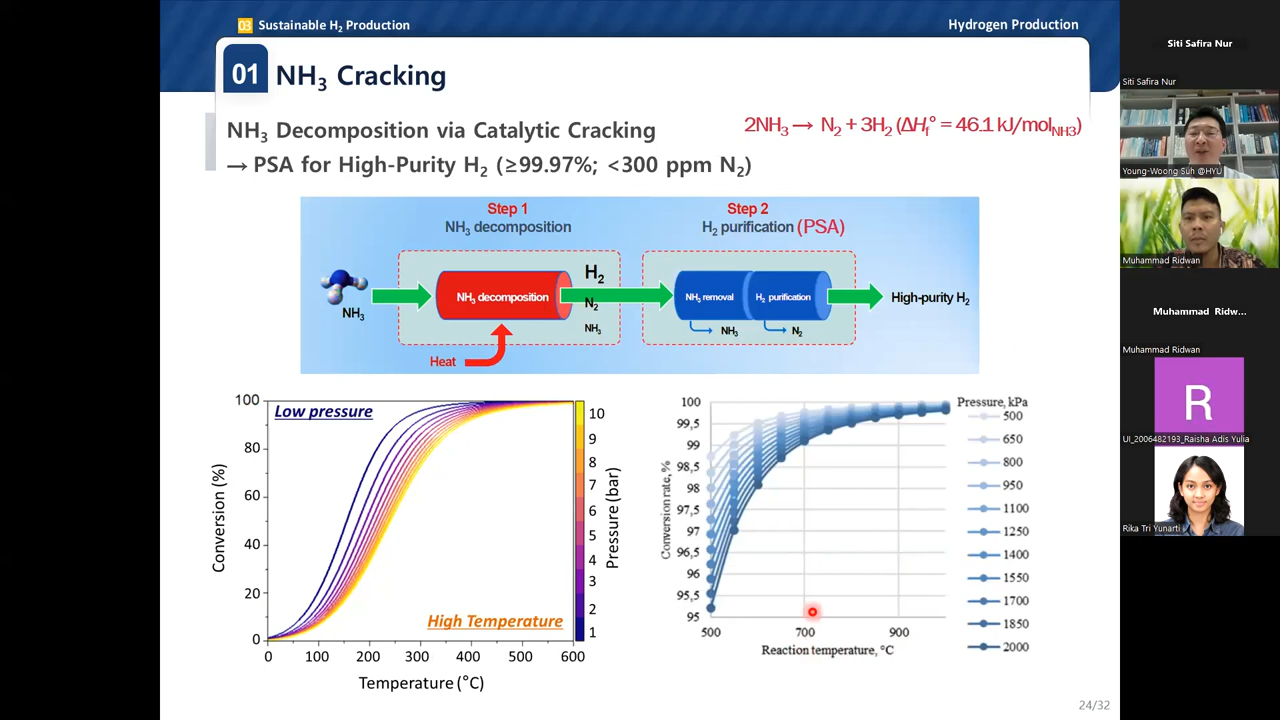 03 Sustainable H₂ Production
Hydrogen Production
01 NH₃ Cracking
NH₃ Decomposition via Catalytic Cracking
→ PSA for High-Purity H₂ (≥99.97%; <300 ppm N₂)
2NH₃ → N₂ + 3H₂ (ΔH_f° = 46.1 kJ/mol_NH3)
Step 1
NH₃ decomposition
Step 2
H₂ purification (PSA)
NH₃
NH₃ decomposition
H₂
N₂
NH₃
Heat
NH₃ removal
H₂ purification
NH₃
N₂
High-purity H₂
Low pressure
High Temperature
Conversion (%)
100
80
60
40
20
0
0 100 200 300 400 500 600
Temperature (°C)
10
9
8
7
6
5
4
3
2
1
Pressure (bar)
Conversion rate, %
100
99,5
99
98,5
98
97,5
97
96,5
96
95,5
95
500 700 900
Reaction temperature, °C
Pressure, kPa
500
650
800
950
1100
1250
1400
1550
1700
1850
2000
24/32
Siti Safira Nur
Siti Safira Nur
Young-Woong Suh @HYU
Muhammad Ridwan
Muhammad Ridw...
Muhammad Ridwan
R
UI_2006482193_Raisha Adis Yulia
Rika Tri Yunarti